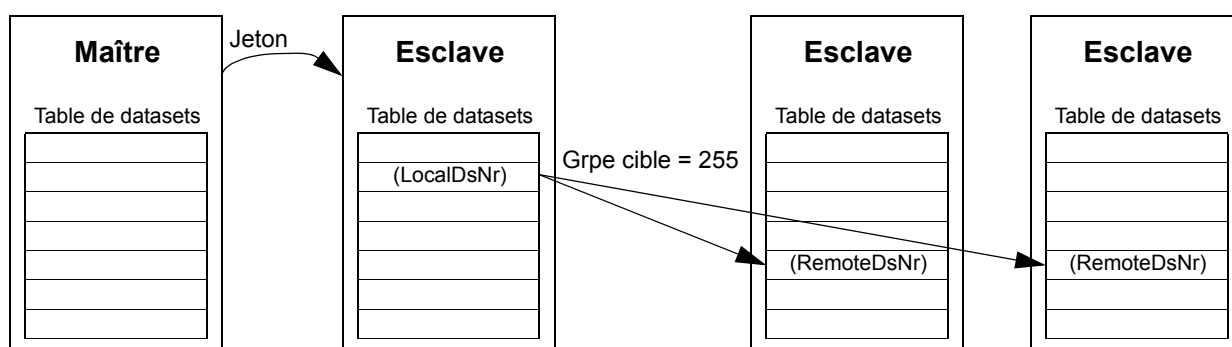 Maître
Jeton
Esclave
Esclave
Esclave
Table de datasets
Table de datasets
Table de datasets
Table de datasets
(LocalDsNr)
Grpe cible = 255
(RemoteDsNr)
(RemoteDsNr)